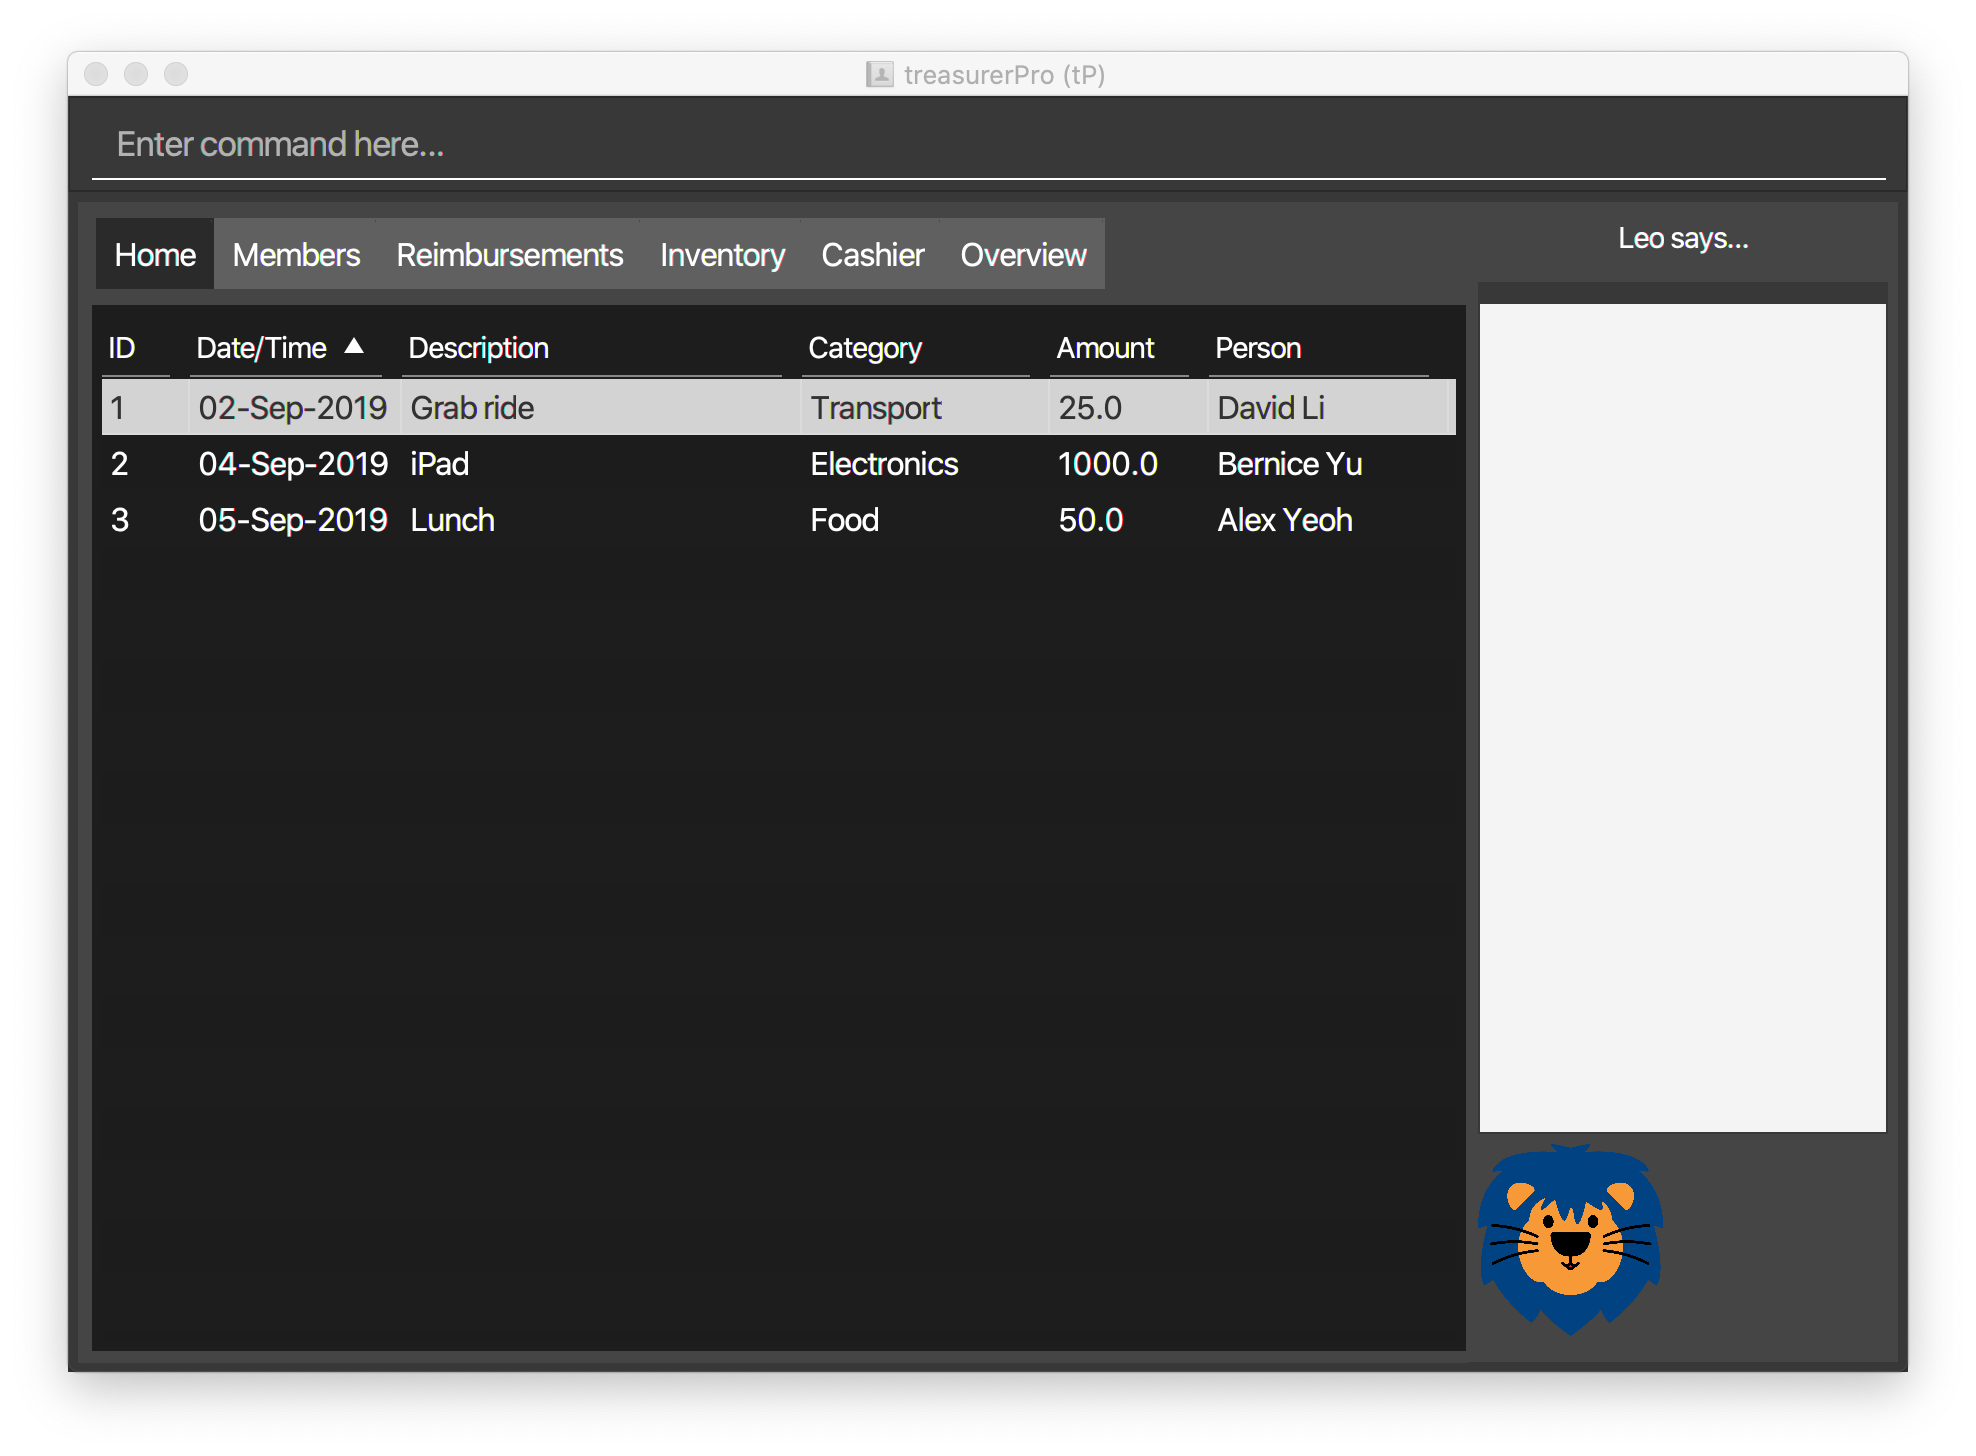 treasurerPro (tP)
Enter command here...
Home Members Reimbursements Inventory Cashier Overview
Leo says...
ID Date/Time ▲ Description Category Amount Person
1 02-Sep-2019 Grab ride Transport 25.0 David Li
2 04-Sep-2019 iPad Electronics 1000.0 Bernice Yu
3 05-Sep-2019 Lunch Food 50.0 Alex Yeoh